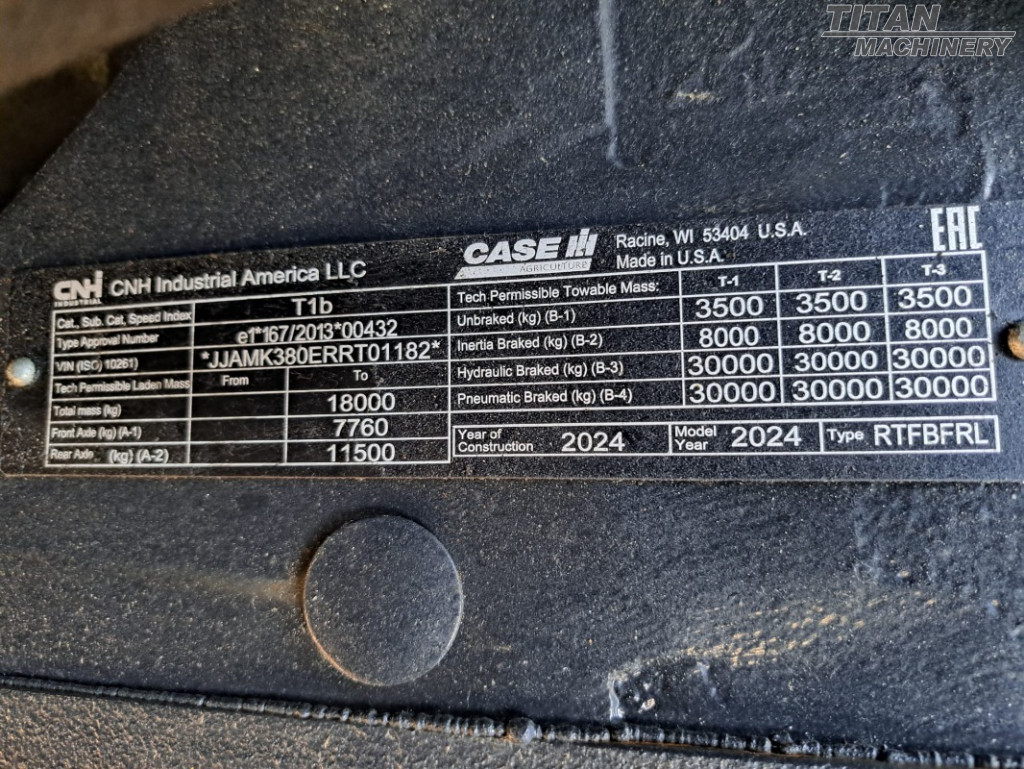 TITAN
MACHINERY
CNH INDUSTRIAL CNH Industrial America LLC
CASE IH AGRICULTURE
Racine, WI 53404 U.S.A.
Made in U.S.A.
EAC
Cat., Sub. Cat, Speed Index T1b
Type Approval Number e1*167/2013*00432
VIN (ISO 10261) *JJAMK380ERRT01182*
Tech Permissible Laden Mass From To
Total mass (kg) 18000
Front Axle (kg) (A-1) 7760
Rear Axle (kg) (A-2) 11500
Tech Permissible Towable Mass: T-1 T-2 T-3
Unbraked (kg) (B-1) 3500 3500 3500
Inertia Braked (kg) (B-2) 8000 8000 8000
Hydraulic Braked (kg) (B-3) 30000 30000 30000
Pneumatic Braked (kg) (B-4) 30000 30000 30000
Year of Construction 2024 Model Year 2024 Type RTFBFRL